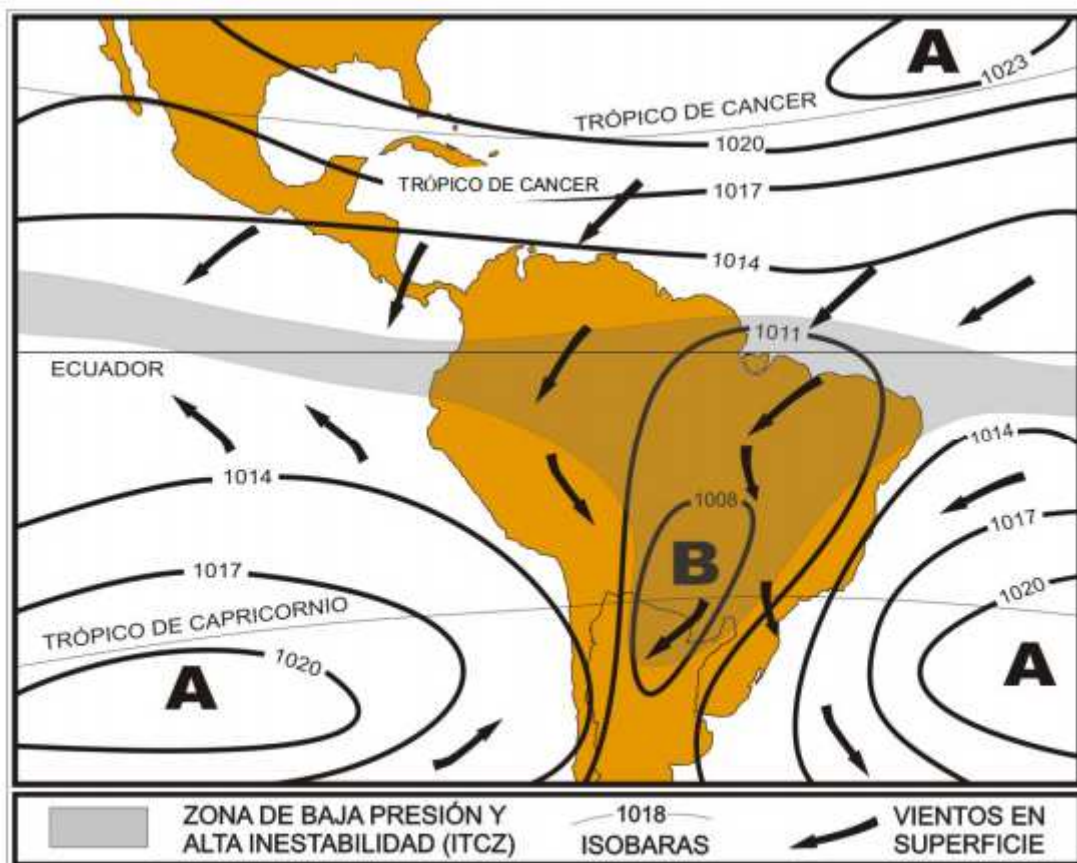 A
1023
TRÓPICO DE CANCER
1020
TRÓPICO DE CANCER
1017
1014
1011
ECUADOR
1014
1014
1008
1017
B
1017
1020
TRÓPICO DE CAPRICORNIO
1020
A
A
ZONA DE BAJA PRESIÓN Y
ALTA INESTABILIDAD (ITCZ)
1018
ISOBARAS
VIENTOS EN
SUPERFICIE